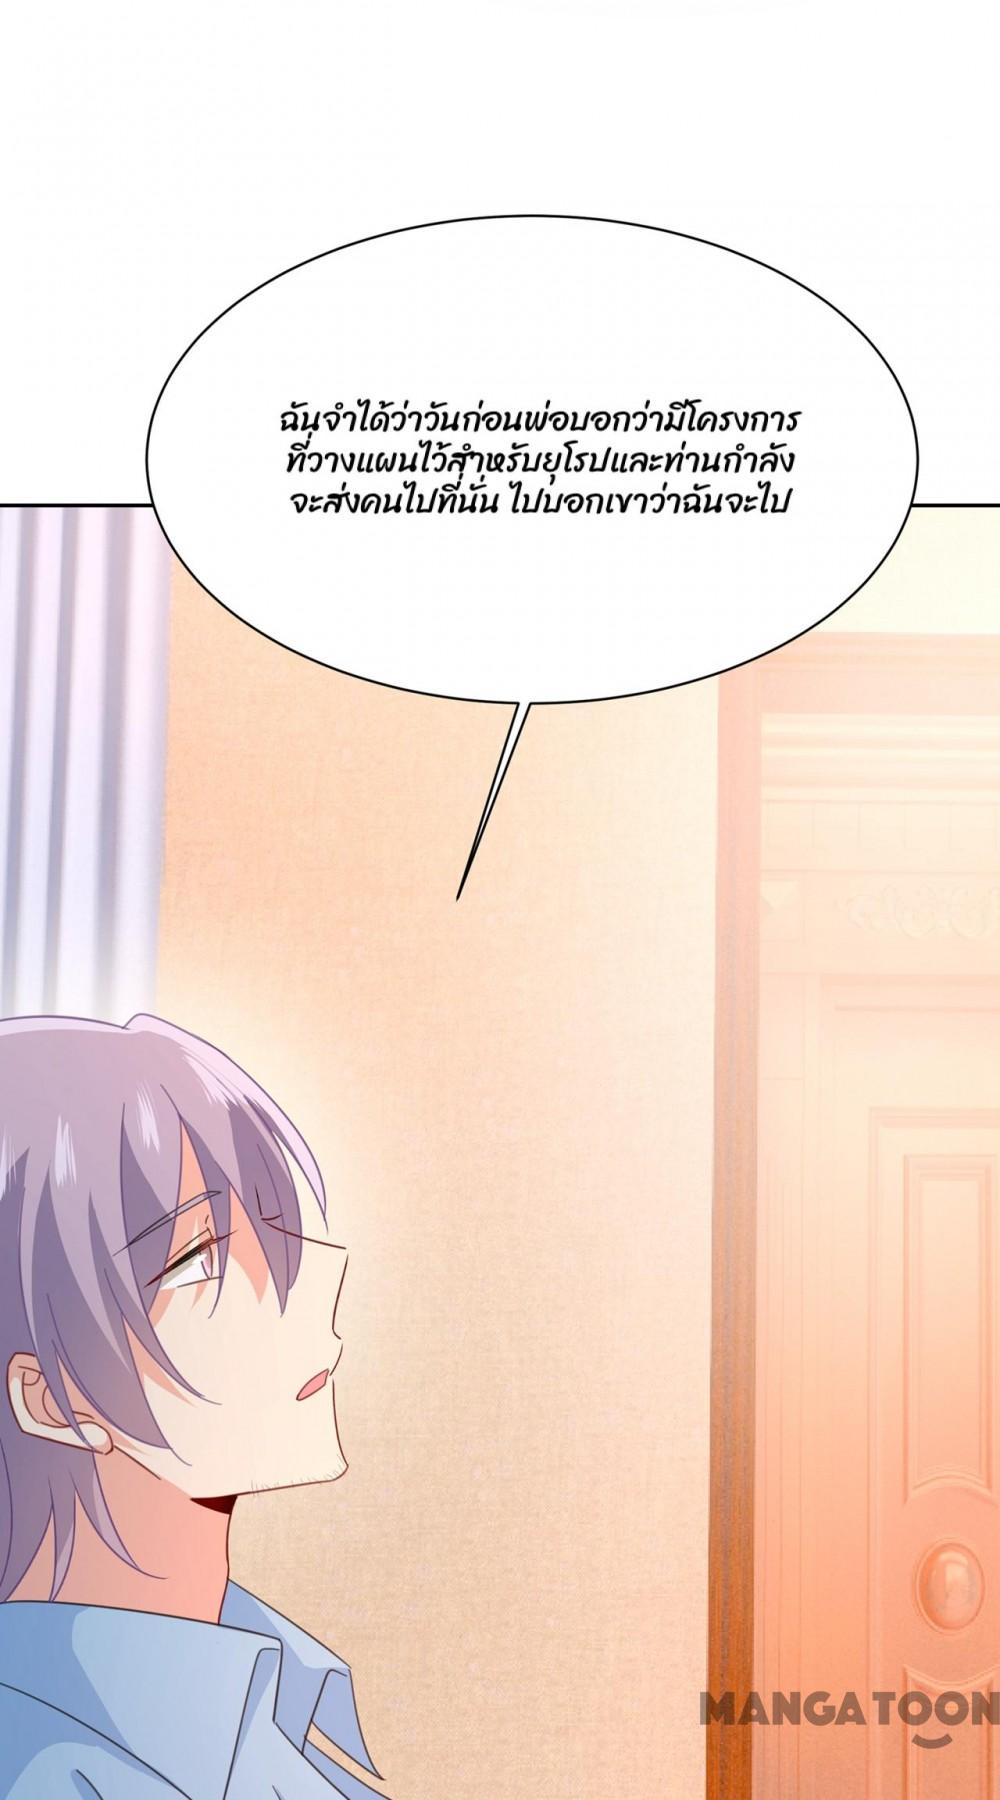 ฉันจำได้ว่าวันก่อนพ่อบอกว่ามีโครงการ
ที่วางแผนไว้สำหรับยุโรปและท่านกำลัง
จะส่งคนไปที่นั่น ไปบอกเขาว่าฉันจะไป
MANGATOON